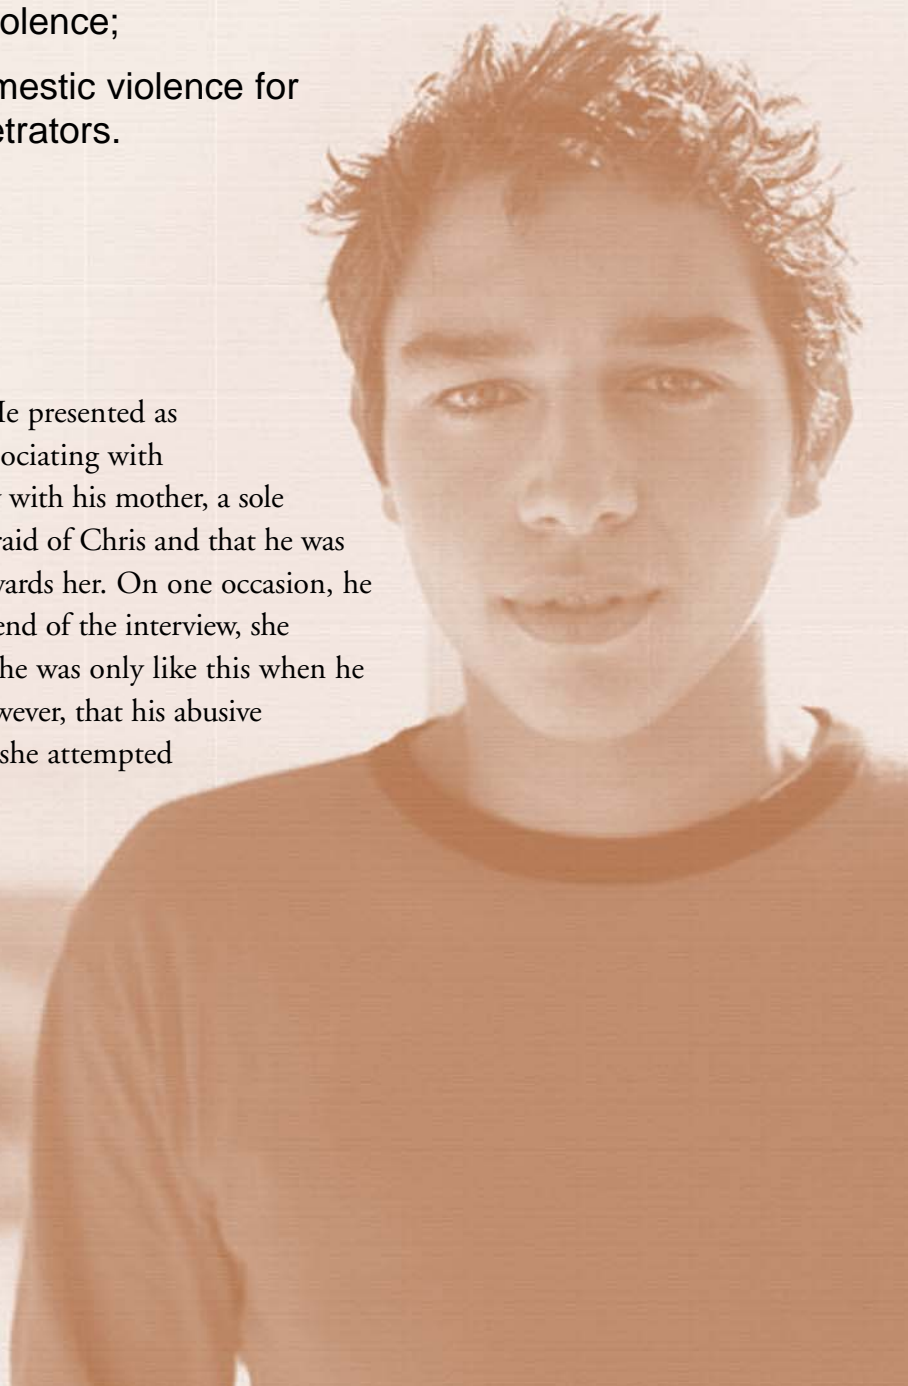 olence;
mestic violence for
etrators.
He presented as
ociating with
with his mother, a sole
raid of Chris and that he was
wards her. On one occasion, he
end of the interview, she
he was only like this when he
wever, that his abusive
she attempted